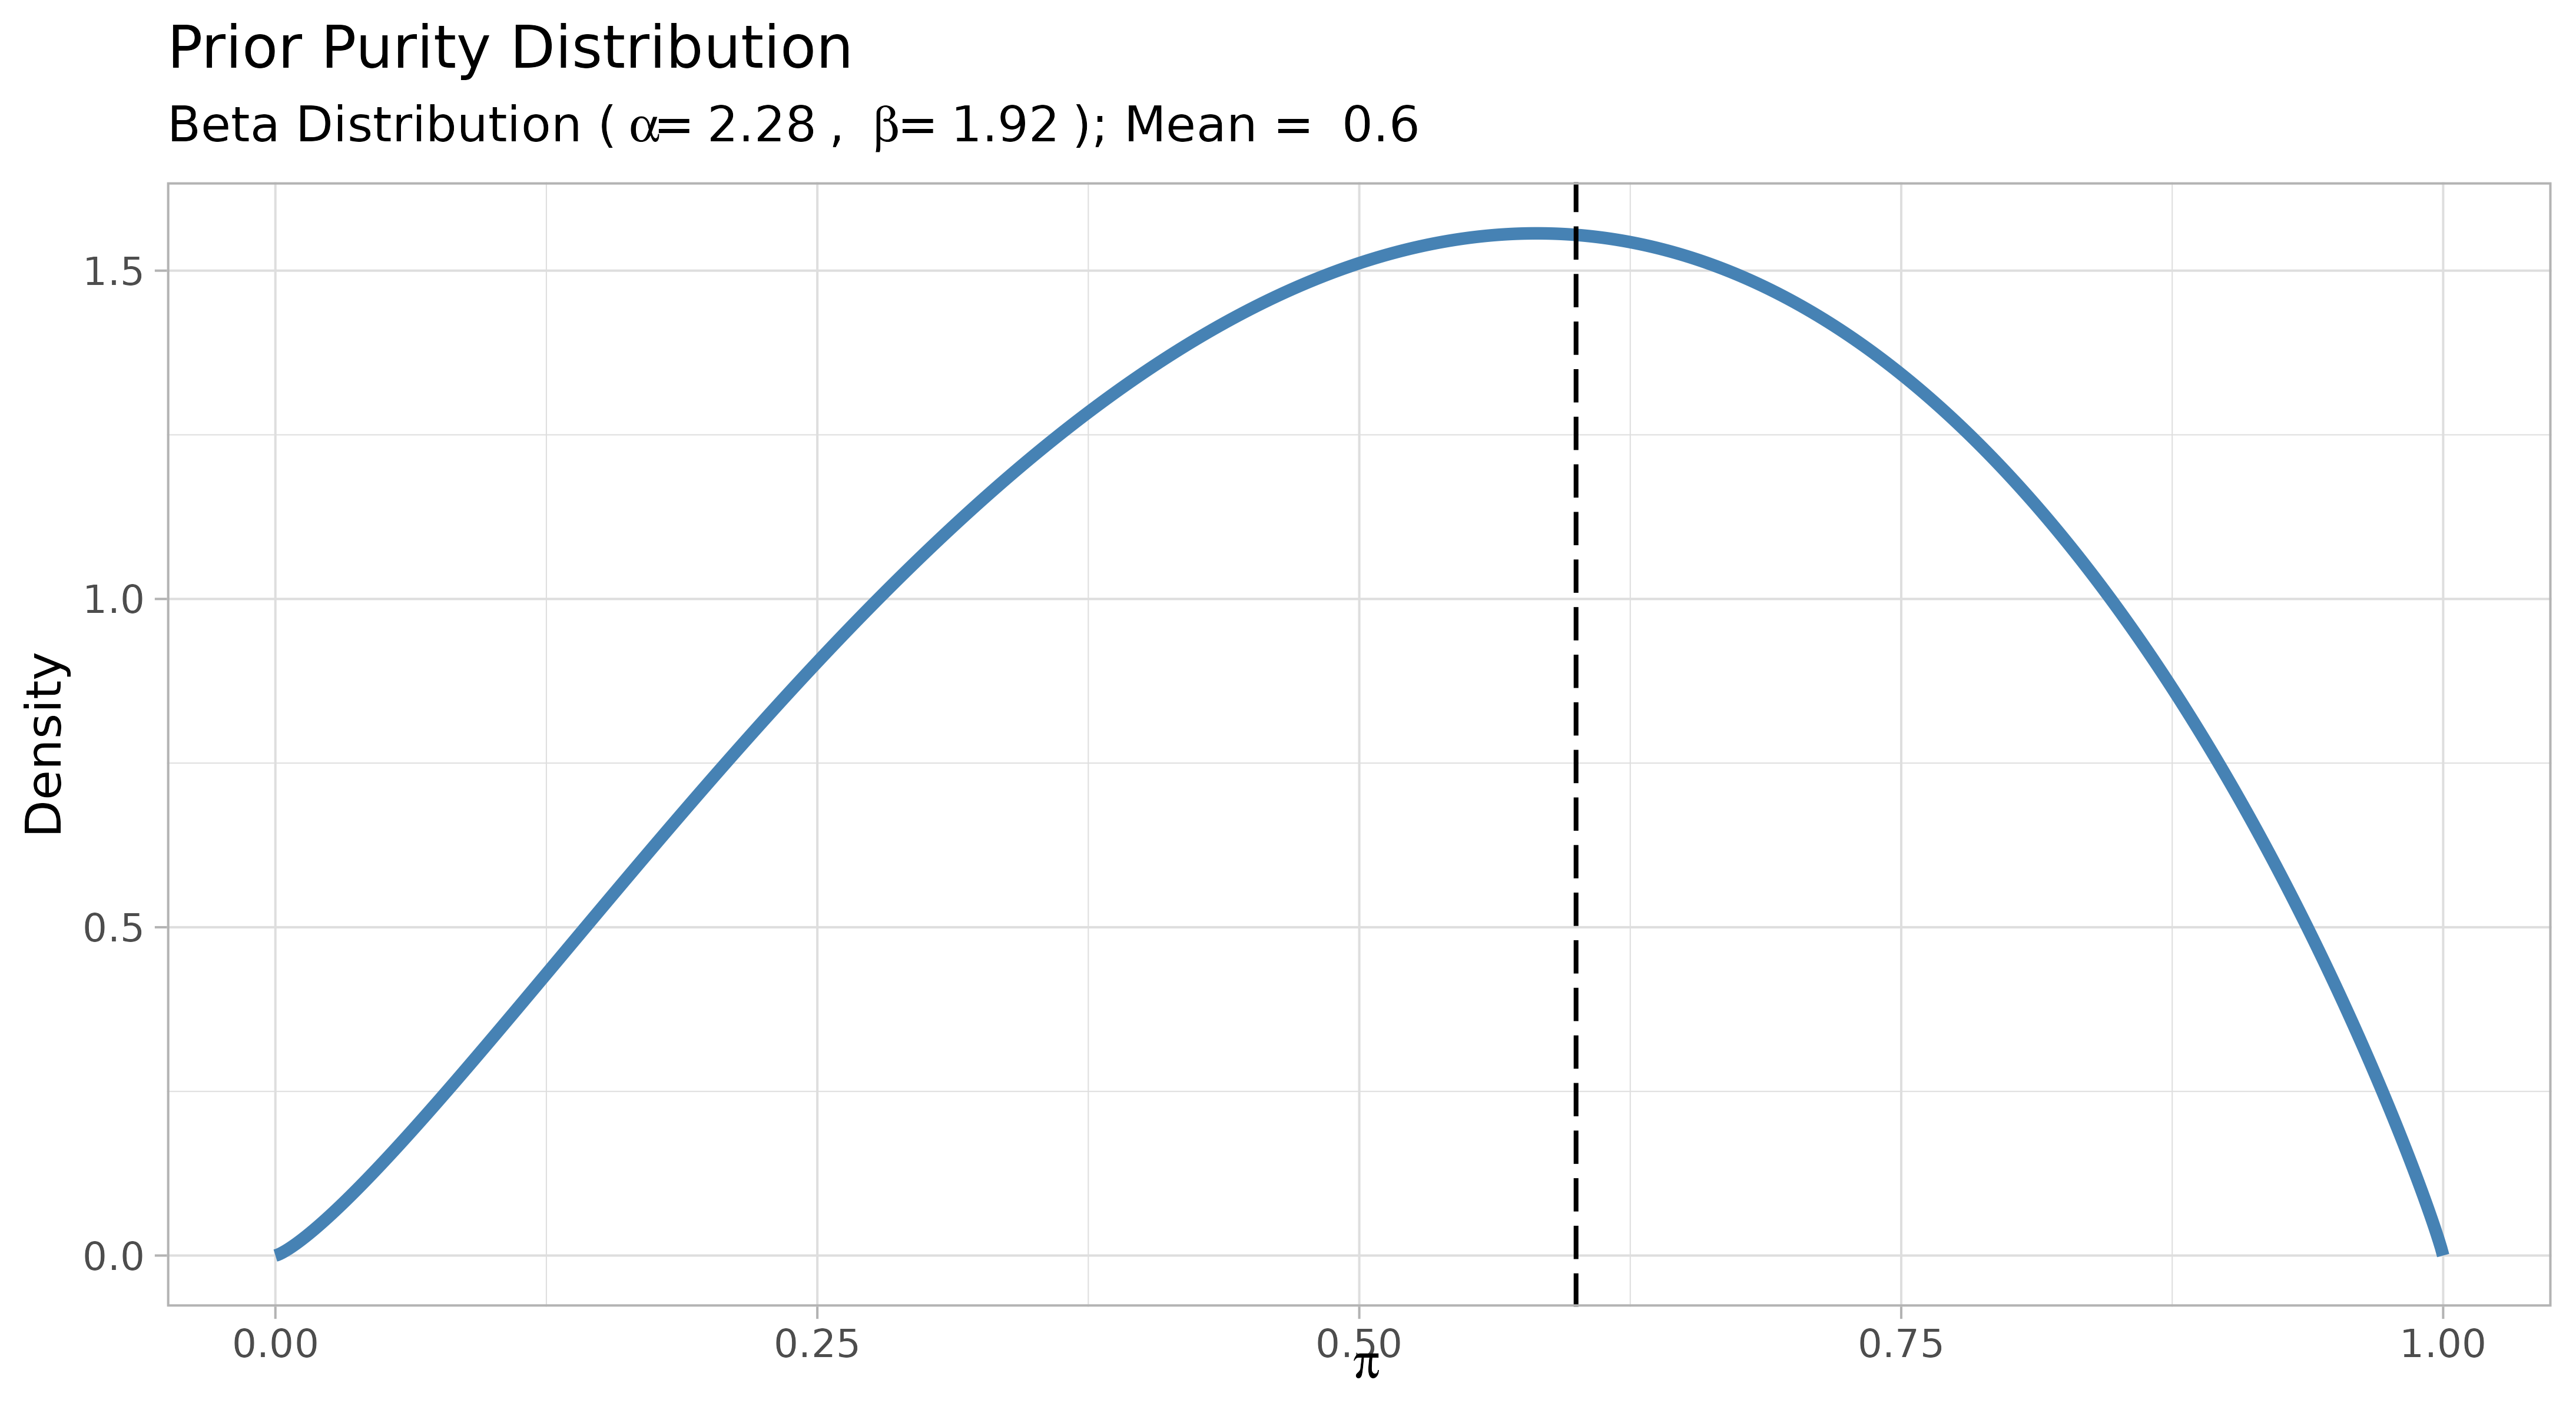 Prior Purity Distribution
Beta Distribution ( α= 2.28 , β= 1.92 ); Mean = 0.6
Density
1.5
1.0
0.5
0.0
0.00 0.25 0.50 0.75 1.00
π